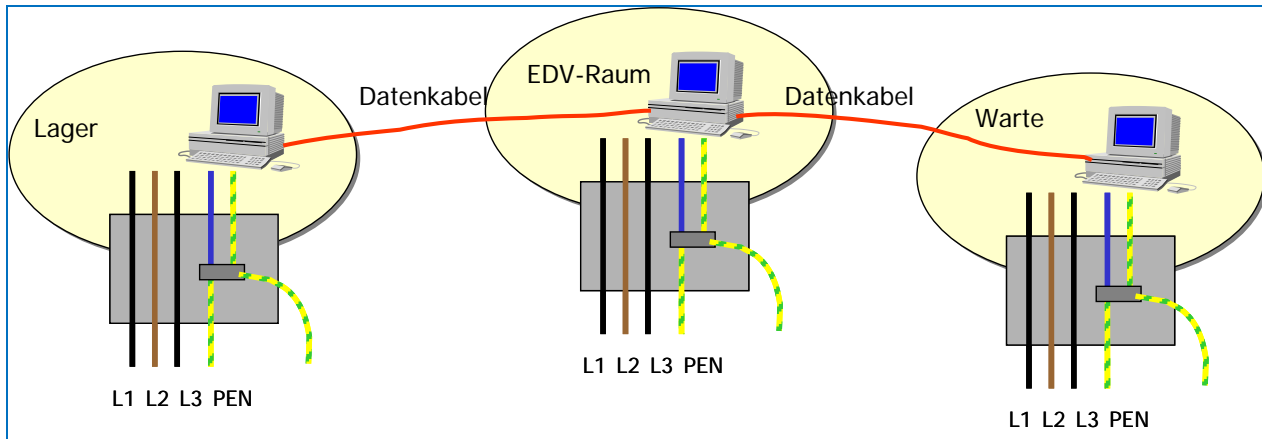 Lager
Datenkabel
EDV-Raum
Datenkabel
Warte
L1 L2 L3 PEN
L1 L2 L3 PEN
L1 L2 L3 PEN